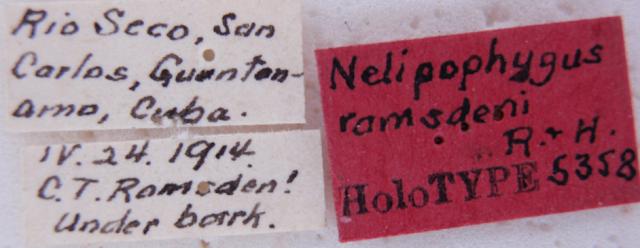 Rio Seco, San
Carlos, Guantan-
amo, Cuba.
IV. 24. 1914.
C. T. Ramsden!
Under bark.
Nelipophygus
ramsdeni
R. + H.
HoloTYPE 5358